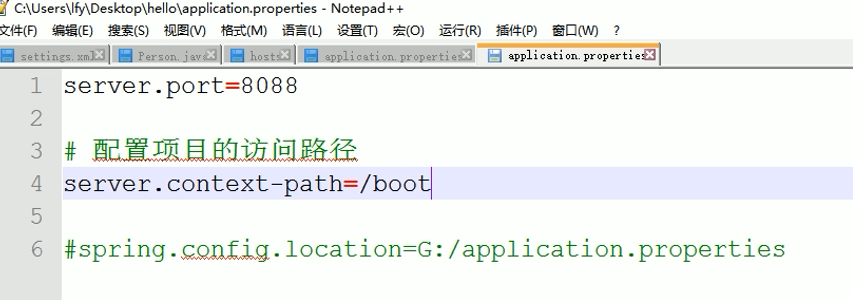 C:\Users\lfy\Desktop\hello\application.properties - Notepad++
文件(F) 编辑(E) 搜索(S) 视图(V) 格式(M) 语言(L) 设置(T) 宏(O) 运行(R) 插件(P) 窗口(W) ?
settings.xml Person.java hosts application.properties application.properties
1 server.port=8088
2
3 # 配置项目的访问路径
4 server.context-path=/boot
5
6 #spring.config.location=G:/application.properties